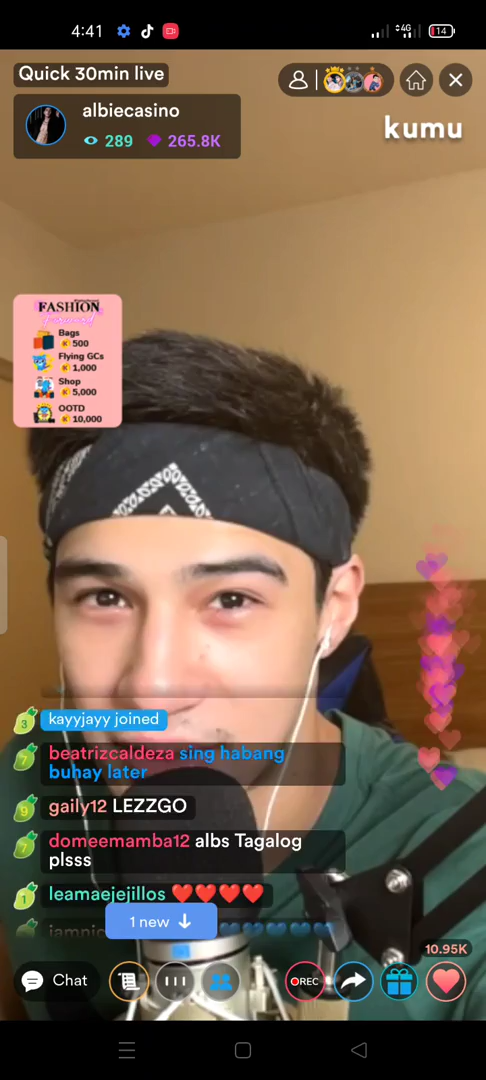 4:41
4G
14
Quick 30min live
albiecasino
289 265.8K
kumu
FASHION
Bags
500
Flying GCs
1,000
Shop
5,000
OOTD
10,000
3 kayyjayy joined
7 beatrizcaldeza sing habang
buhay later
9 gaily12 LEZZGO
7 domeemamba12 albs Tagalog
plsss
1 leamaejejillos ❤️❤️❤️❤️
1 new ↓
10.95K
Chat
REC